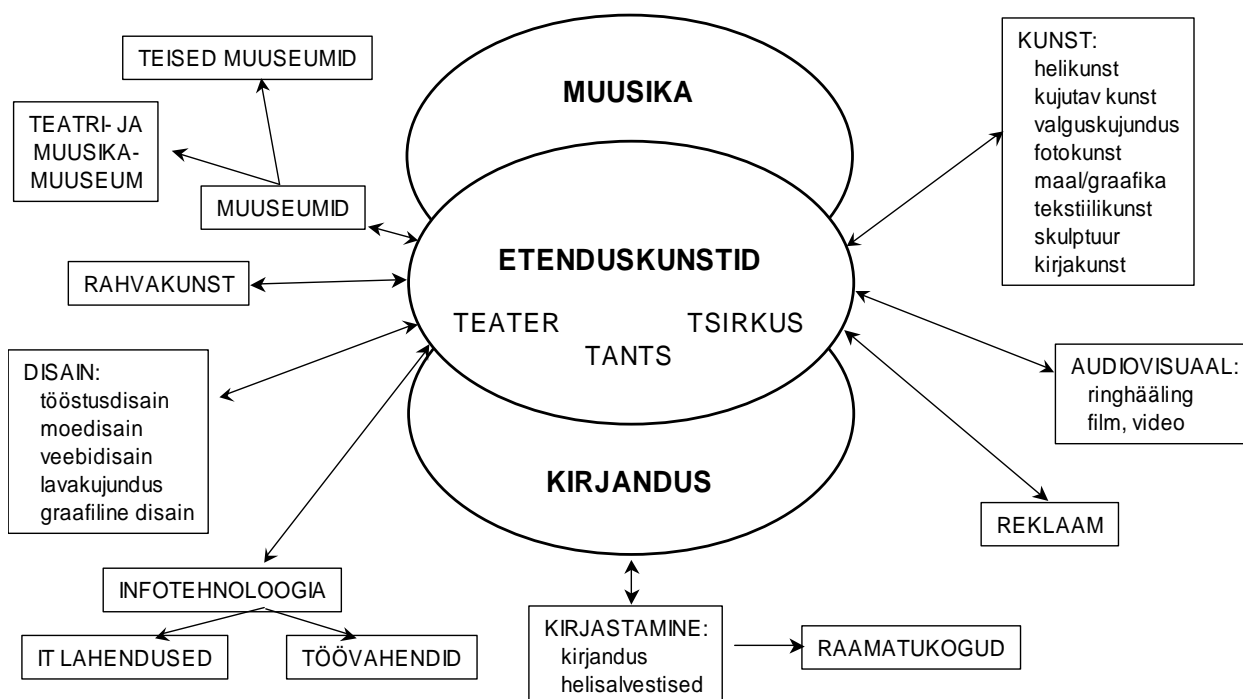 TEISED MUUSEUMID
TEATRI- JA
MUUSIKA-
MUUSEUM
MUUSEUMID
RAHVAKUNST
DISAIN:
tööstusdisain
moedisain
veebidisain
lavakujundus
graafiline disain
INFOTEHNOLOOGIA
IT LAHENDUSED
TÖÖVAHENDID
MUUSIKA
ETENDUSKUNSTID
TEATER
TSIRKUS
TANTS
KIRJANDUS
KIRJASTAMINE:
kirjandus
helisalvestised
RAAMATUKOGUD
KUNST:
helikunst
kujutav kunst
valguskujundus
fotokunst
maal/graafika
tekstiilikunst
skulptuur
kirjakunst
AUDIOVISUAAL:
ringhääling
film, video
REKLAAM